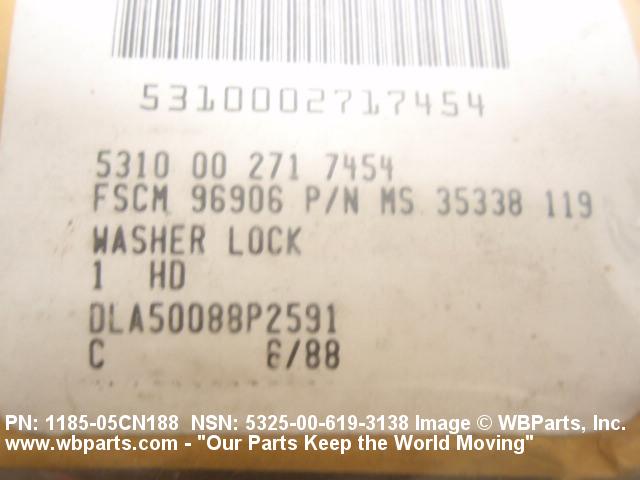 5310002717454
5310 00 271 7454
FSCM 96906 P/N MS 35338 119
WASHER LOCK
1 HD
DLA50088P2591
C 6/88
PN: 1185-05CN188 NSN: 5325-00-619-3138 Image © WBParts, Inc.
www.wbparts.com - "Our Parts Keep the World Moving"